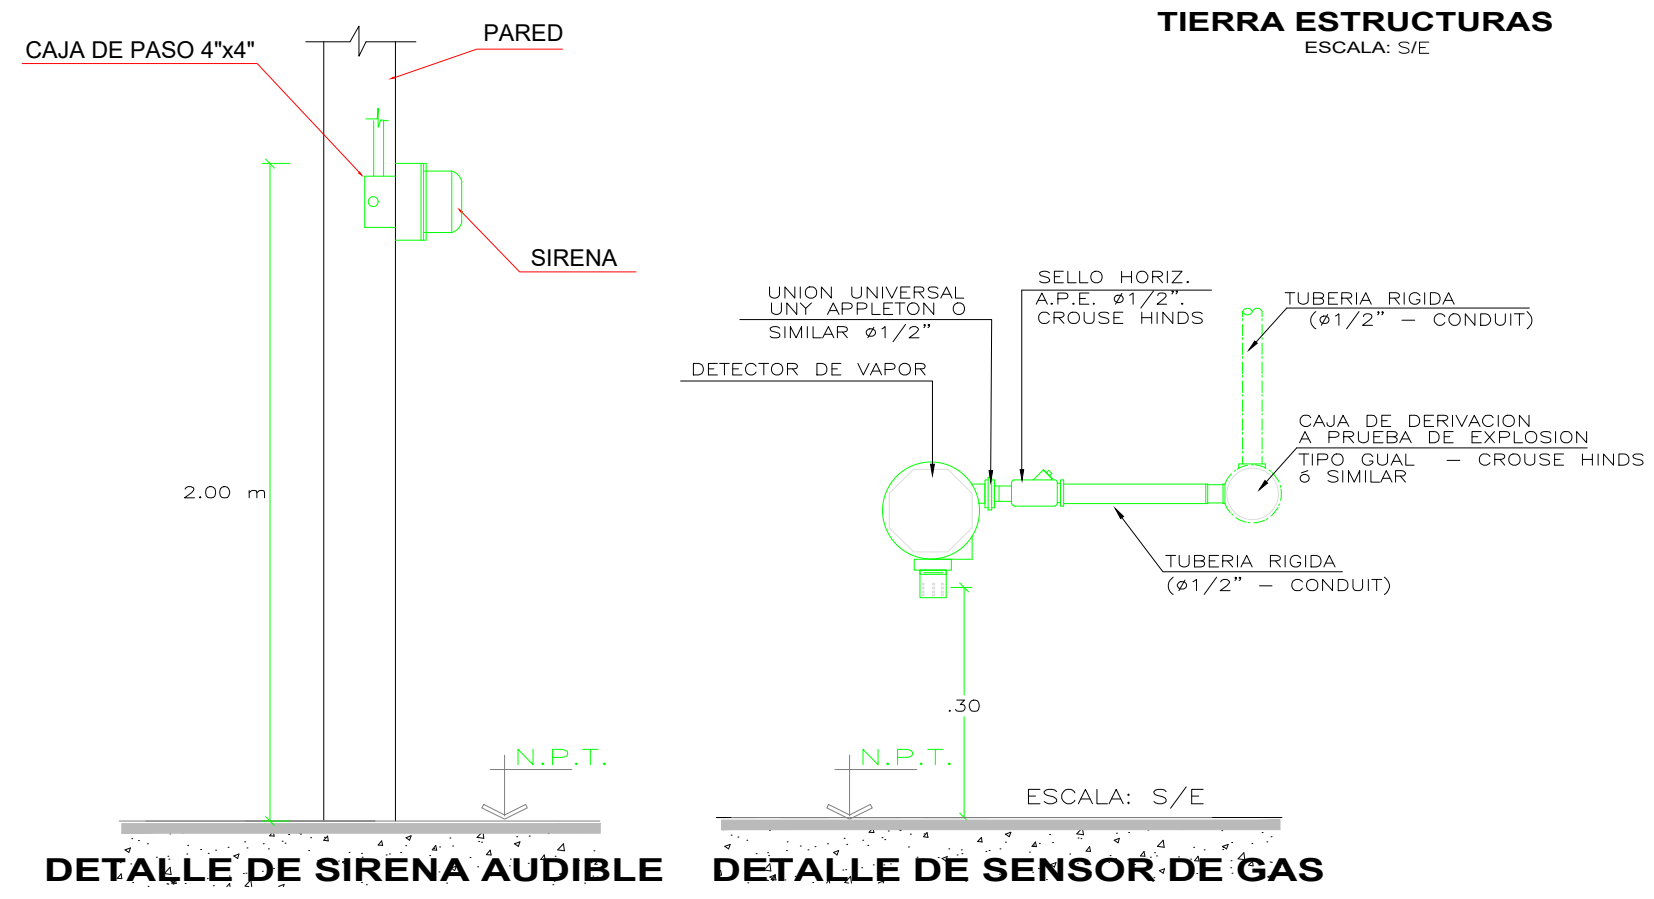 TIERRA ESTRUCTURAS
ESCALA: S/E
CAJA DE PASO 4"x4"
PARED
SIRENA
2.00 m
N.P.T.
DETALLE DE SIRENA AUDIBLE
UNION UNIVERSAL
UNY APPLETON O
SIMILAR ø1/2"
SELLO HORIZ.
A.P.E. ø1/2".
CROUSE HINDS
TUBERIA RIGIDA
(ø1/2" – CONDUIT)
DETECTOR DE VAPOR
CAJA DE DERIVACION
A PRUEBA DE EXPLOSION
TIPO GUAL – CROUSE HINDS
ó SIMILAR
TUBERIA RIGIDA
(ø1/2" – CONDUIT)
.30
N.P.T.
ESCALA: S/E
DETALLE DE SENSOR DE GAS